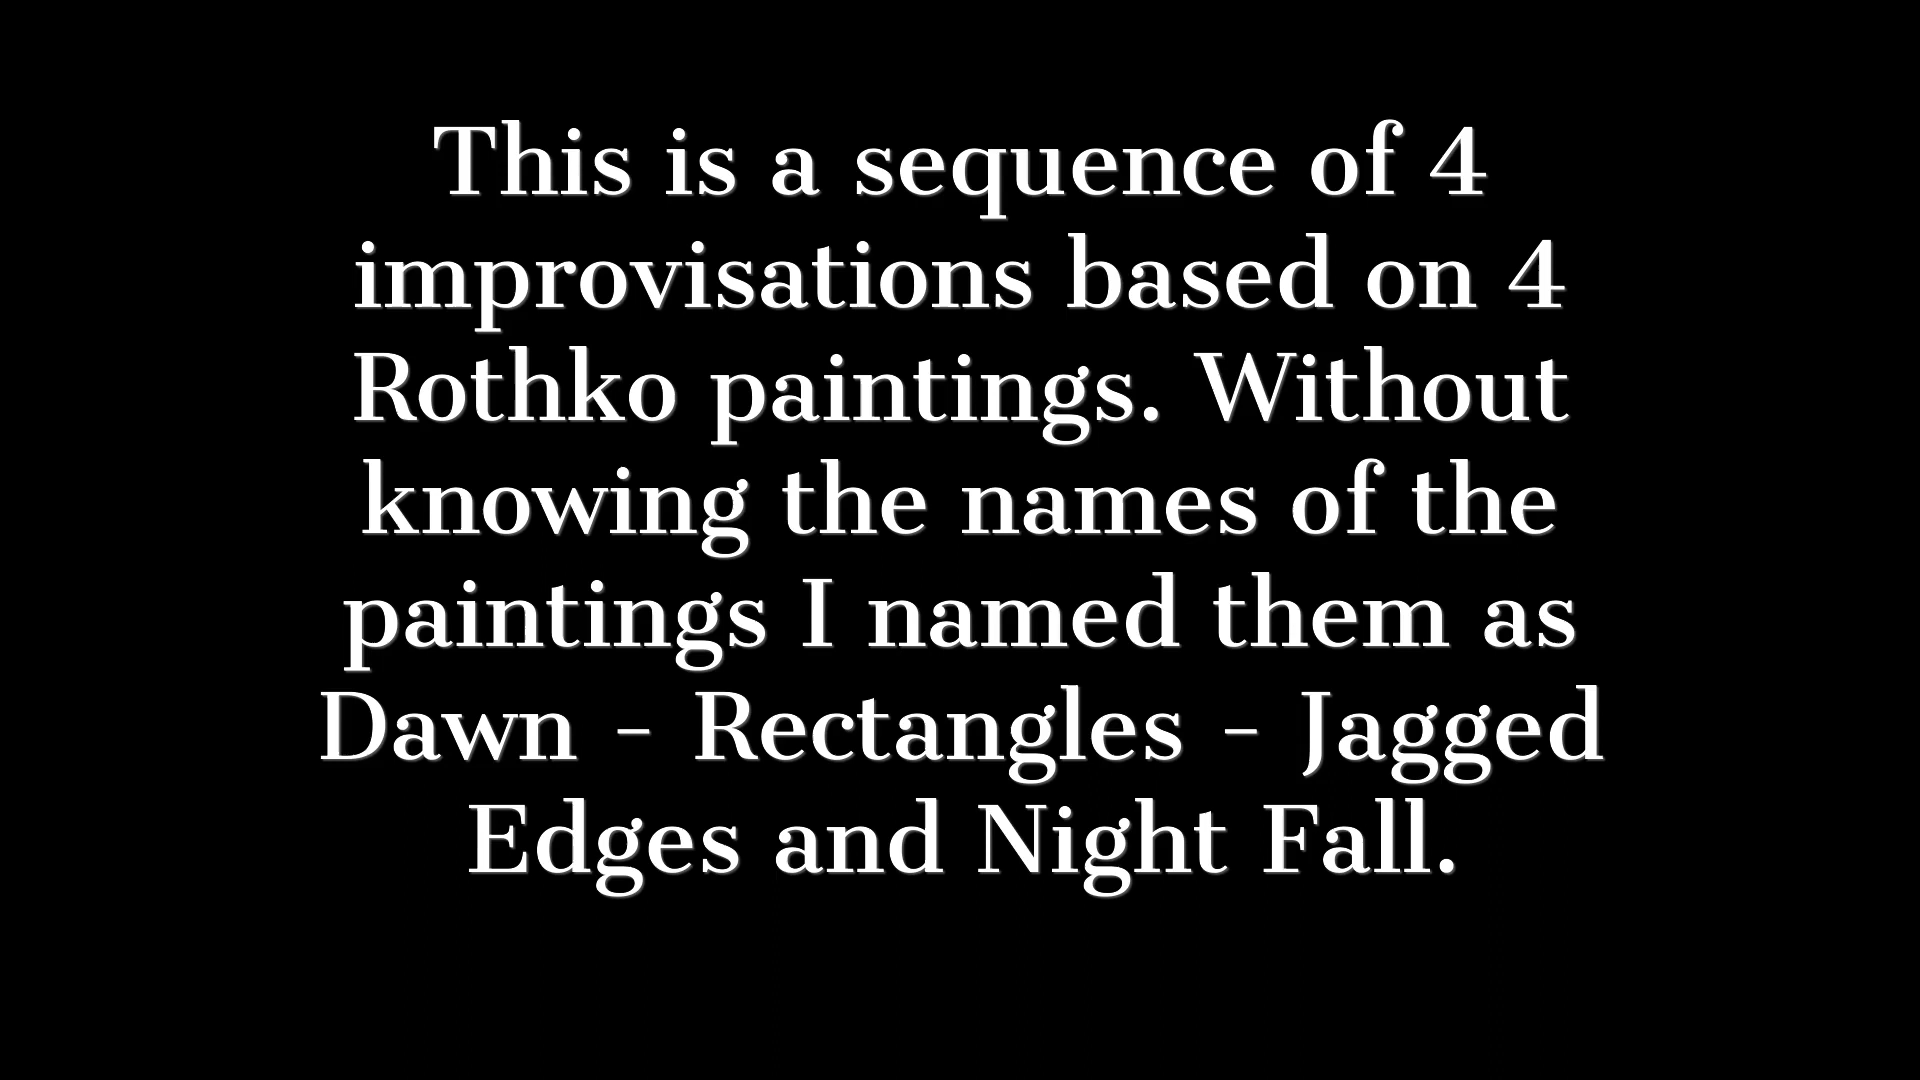 This is a sequence of 4
improvisations based on 4
Rothko paintings. Without
knowing the names of the
paintings I named them as
Dawn - Rectangles - Jagged
Edges and Night Fall.